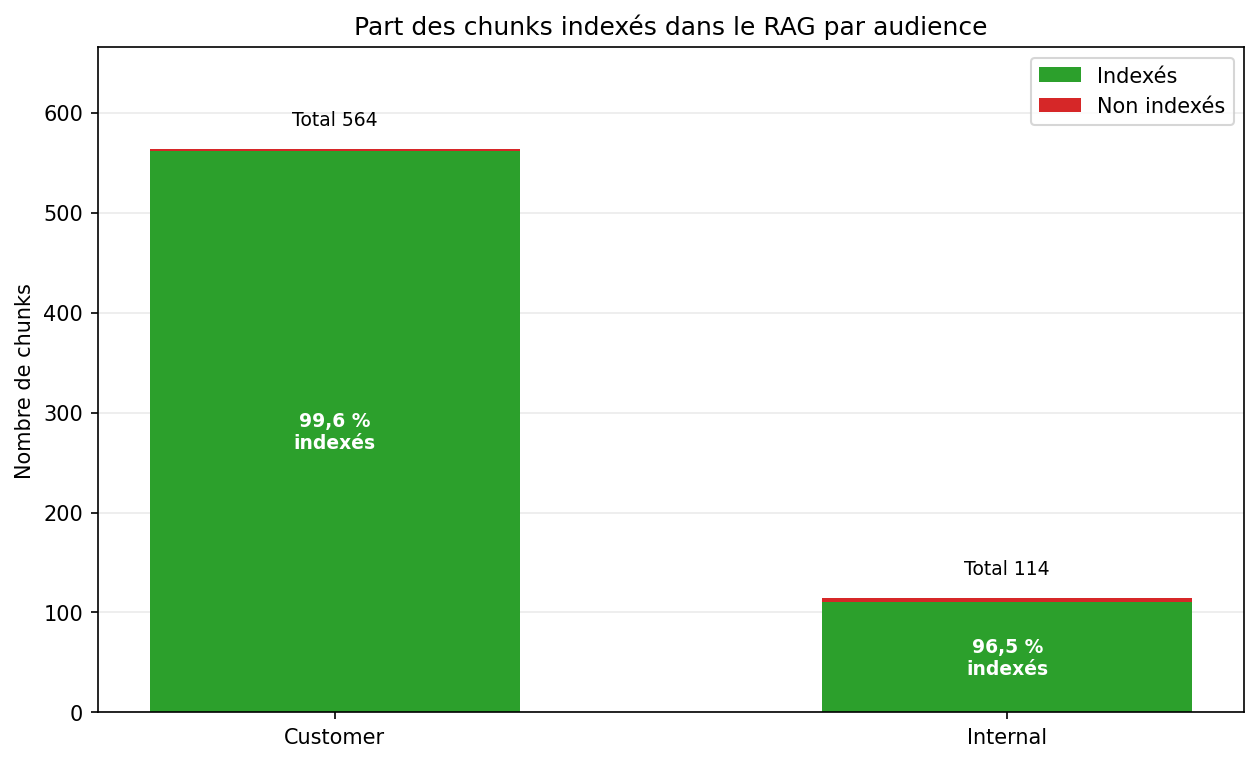 Part des chunks indexés dans le RAG par audience
Indexés
Non indexés
Nombre de chunks
600
500
400
300
200
100
0
Total 564
99,6 %
indexés
Total 114
96,5 %
indexés
Customer
Internal